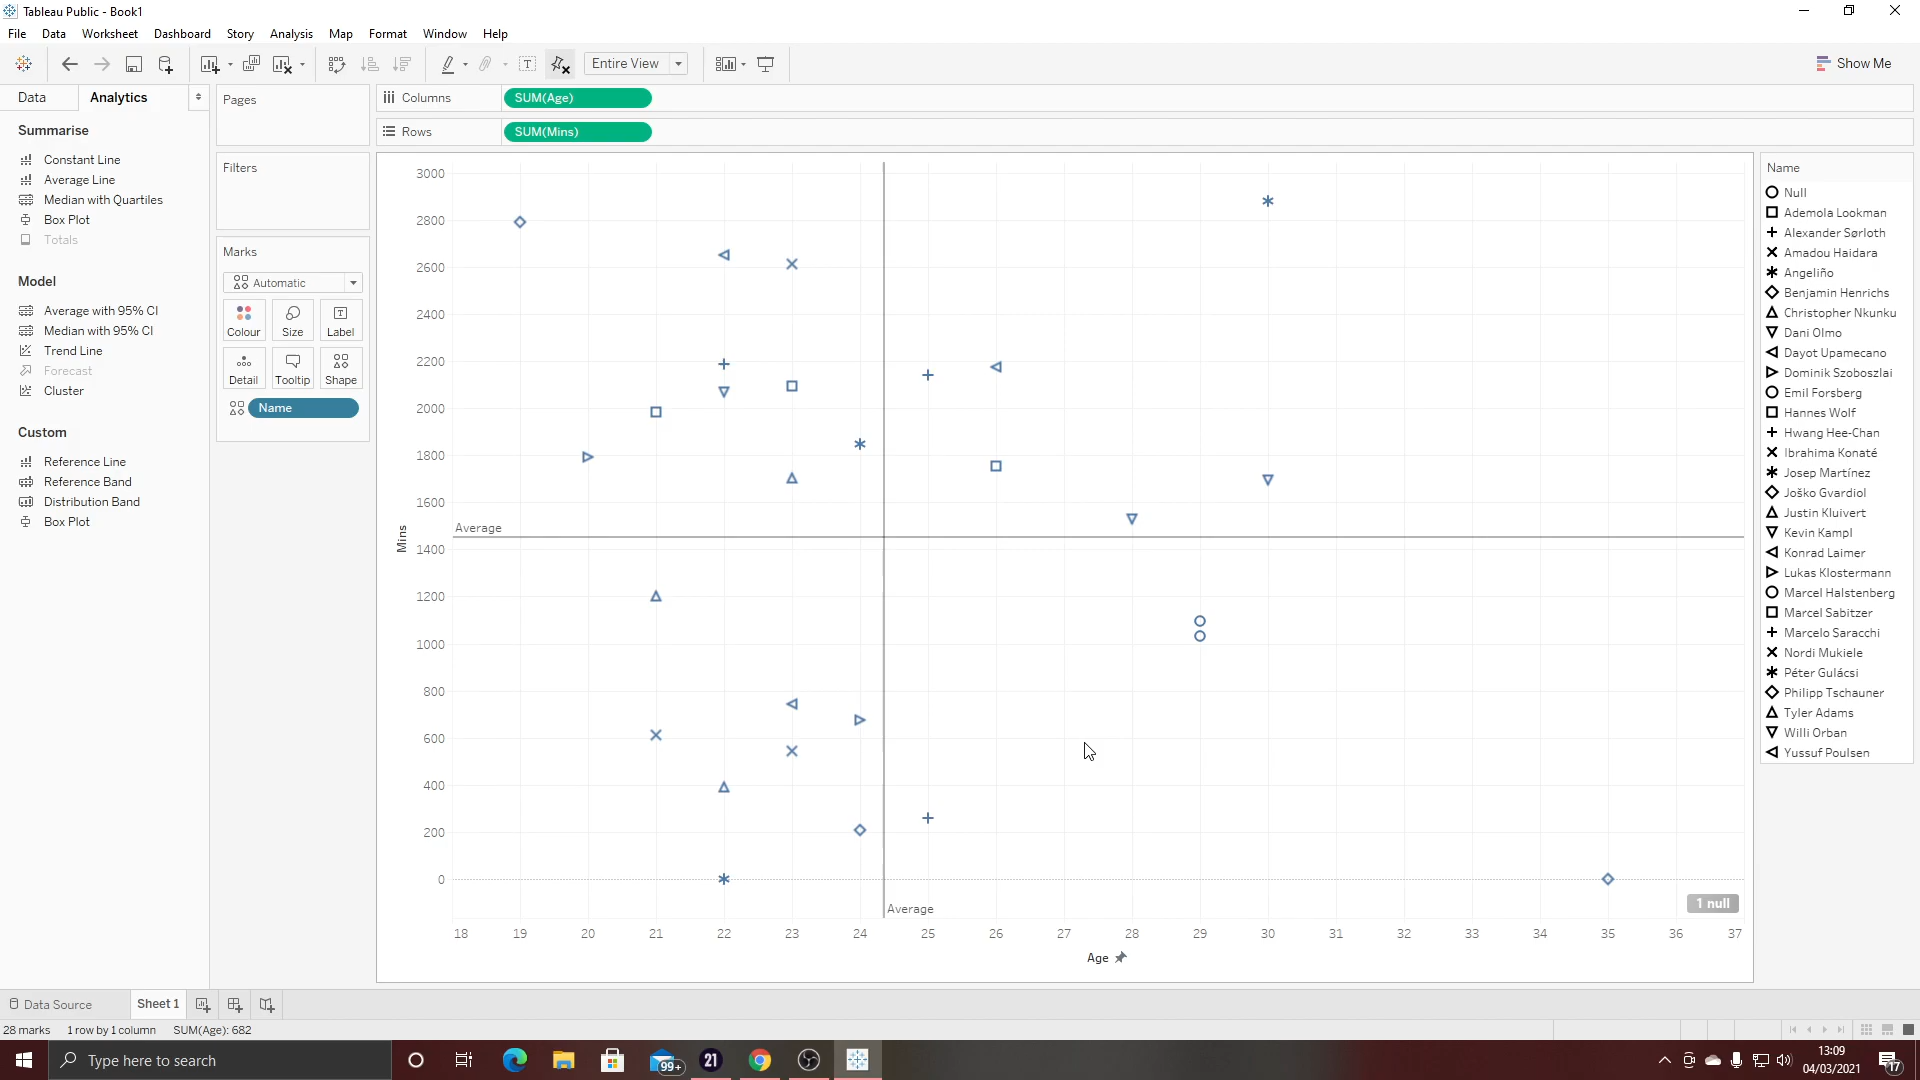 Tableau Public - Book1
File Data Worksheet Dashboard Story Analysis Map Format Window Help
Entire View
Show Me
Data Analytics
Summarise
Constant Line
Average Line
Median with Quartiles
Box Plot
Totals
Model
Average with 95% CI
Median with 95% CI
Trend Line
Forecast
Cluster
Custom
Reference Line
Reference Band
Distribution Band
Box Plot
Pages
Filters
Marks
Automatic
Colour Size Label
Detail Tooltip Shape
Name
Columns SUM(Age)
Rows SUM(Mins)
3000
2800
2600
2400
2200
2000
1800
1600
1400
1200
1000
800
600
400
200
0
Mins
Average
Average
1 null
18 19 20 21 22 23 24 25 26 27 28 29 30 31 32 33 34 35 36 37
Age
Name
Null
Ademola Lookman
Alexander Sørloth
Amadou Haidara
Angeliño
Benjamin Henrichs
Christopher Nkunku
Dani Olmo
Dayot Upamecano
Dominik Szoboszlai
Emil Forsberg
Hannes Wolf
Hwang Hee-Chan
Ibrahima Konaté
Josep Martínez
Joško Gvardiol
Justin Kluivert
Kevin Kampl
Konrad Laimer
Lukas Klostermann
Marcel Halstenberg
Marcel Sabitzer
Marcelo Saracchi
Nordi Mukiele
Péter Gulácsi
Philipp Tschauner
Tyler Adams
Willi Orban
Yussuf Poulsen
Data Source Sheet 1
28 marks 1 row by 1 column SUM(Age): 682
Type here to search
99+
21
13:09
04/03/2021
17